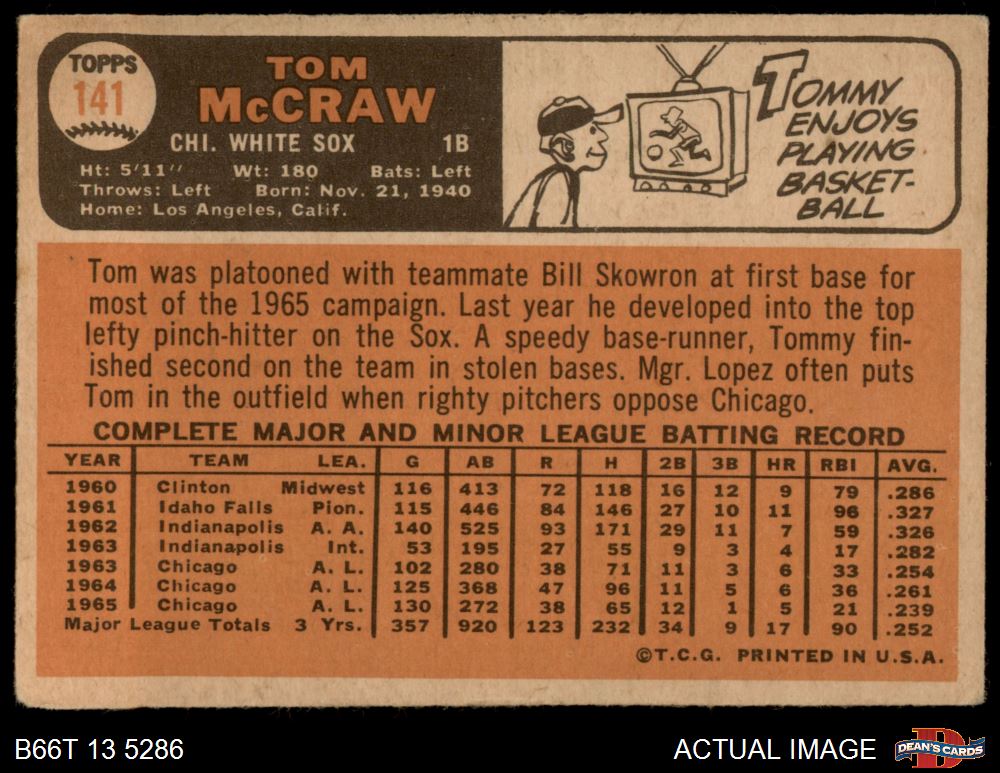 TOPPS
141
TOM
McCRAW
CHI. WHITE SOX 1B
Ht: 5'11" Wt: 180 Bats: Left
Throws: Left Born: Nov. 21, 1940
Home: Los Angeles, Calif.
TOMMY
ENJOYS
PLAYING
BASKET-
BALL
Tom was platooned with teammate Bill Skowron at first base for
most of the 1965 campaign. Last year he developed into the top
lefty pinch-hitter on the Sox. A speedy base-runner, Tommy fin-
ished second on the team in stolen bases. Mgr. Lopez often puts
Tom in the outfield when righty pitchers oppose Chicago.
COMPLETE MAJOR AND MINOR LEAGUE BATTING RECORD
YEAR TEAM LEA. G AB R H 2B 3B HR RBI AVG.
1960 Clinton Midwest 116 413 72 118 16 12 9 79 .286
1961 Idaho Falls Pion. 115 446 84 146 27 10 11 96 .327
1962 Indianapolis A. A. 140 525 93 171 29 11 7 59 .326
1963 Indianapolis Int. 53 195 27 55 9 3 4 17 .282
1963 Chicago A. L. 102 280 38 71 11 3 6 33 .254
1964 Chicago A. L. 125 368 47 96 11 5 6 36 .261
1965 Chicago A. L. 130 272 38 65 12 1 5 21 .239
Major League Totals 3 Yrs. 357 920 123 232 34 9 17 90 .252
©T.C.G. PRINTED IN U.S.A.
B66T 13 5286
ACTUAL IMAGE
D
DEAN'S CARDS